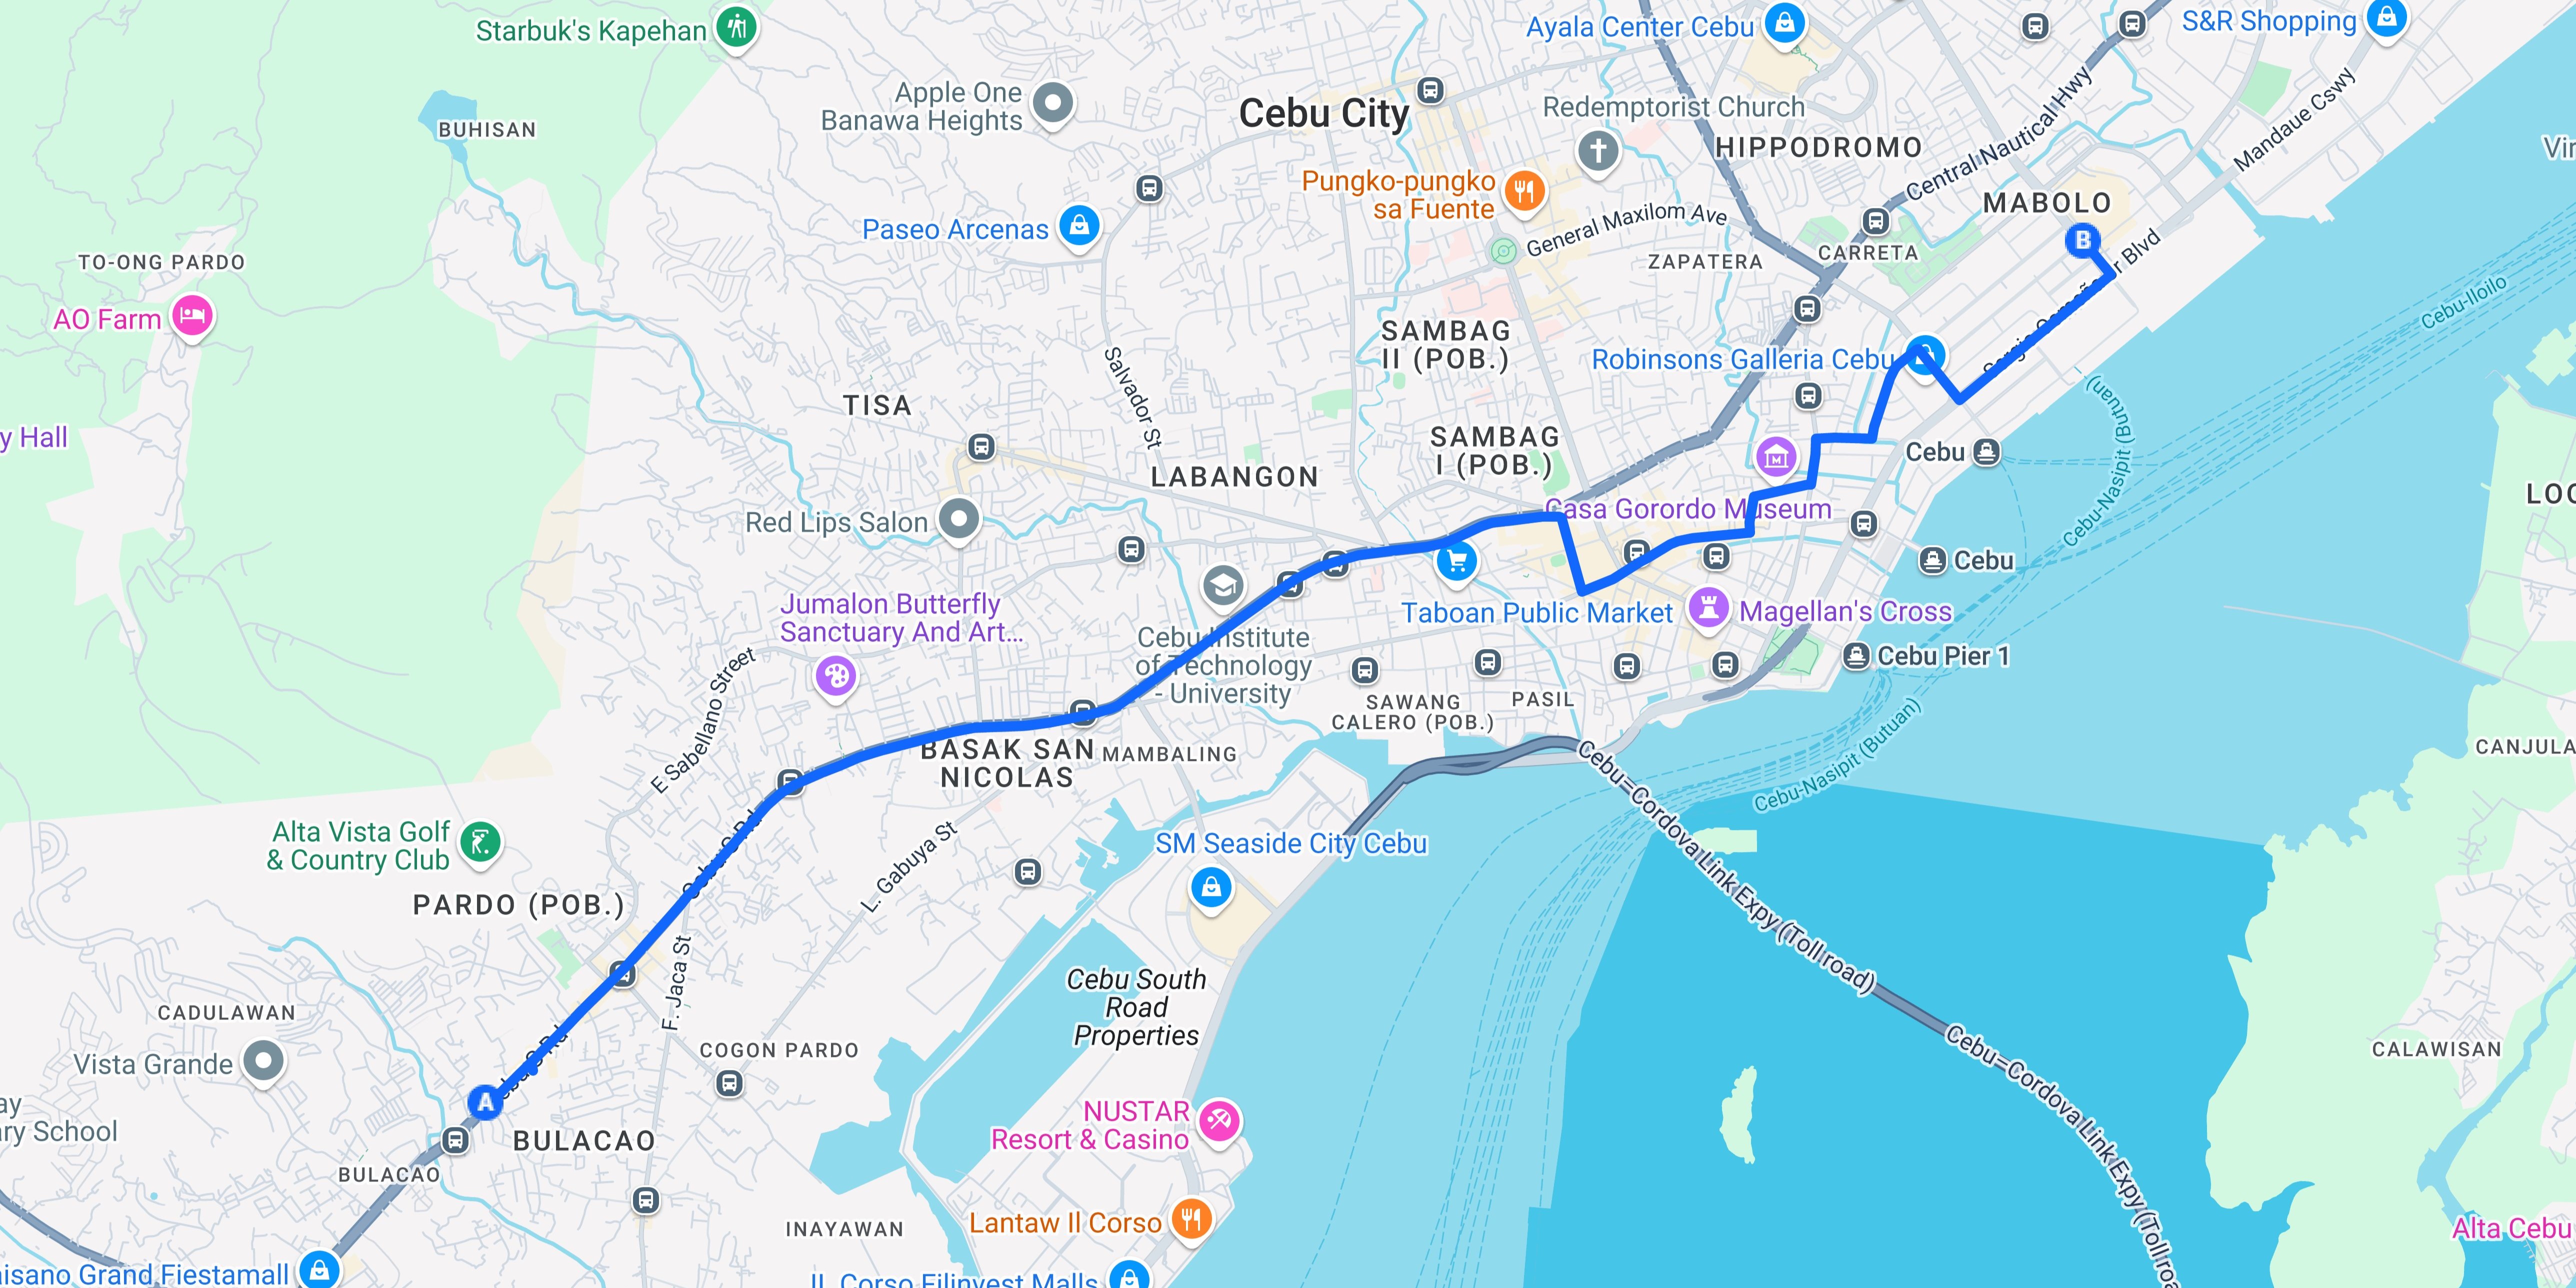 Starbuk's Kapehan
Ayala Center Cebu
S&R Shopping
Apple One
Banawa Heights
Cebu City
Redemptorist Church
BUHISAN
HIPPODROMO
Central Nautical Hwy
Mandaue Cswy
Vir
Pungko-pungko
sa Fuente
MABOLO
Paseo Arcenas
General Maxilom Ave
B
TO-ONG PARDO
ZAPATERA
CARRETA
r Blvd
AO Farm
Cebu-Iloilo
SAMBAG
II (POB.)
Robinsons Galleria Cebu
Salvador St
TISA
y Hall
SAMBAG
I (POB.)
Cebu
Cebu-Nasipit (Butuan)
LABANGON
LOC
Casa Gorordo Museum
Red Lips Salon
Cebu
Jumalon Butterfly
Sanctuary And Art...
Taboan Public Market
Magellan's Cross
Cebu Institute
of Technology
- University
Cebu Pier 1
E Sabellano Street
SAWANG
CALERO (POB.)
PASIL
BASAK SAN
NICOLAS
MAMBALING
Cebu-Nasipit (Butuan)
CANJULA
Cebu S Rd
Alta Vista Golf
& Country Club
L. Gabuya St
SM Seaside City Cebu
Cebu=Cordova Link Expy (Toll road)
PARDO (POB.)
F. Jaca St
Cebu South
Road
Properties
CADULAWAN
Cebu S Rd
COGON PARDO
Vista Grande
Cebu=Cordova Link Expy (Toll roa
CALAWISAN
A
ay
ary School
BULACAO
NUSTAR
Resort & Casino
BULACAO
INAYAWAN
Lantaw Il Corso
Alta Cebu
aisano Grand Fiestamall
IL Corso Filinvest Malls